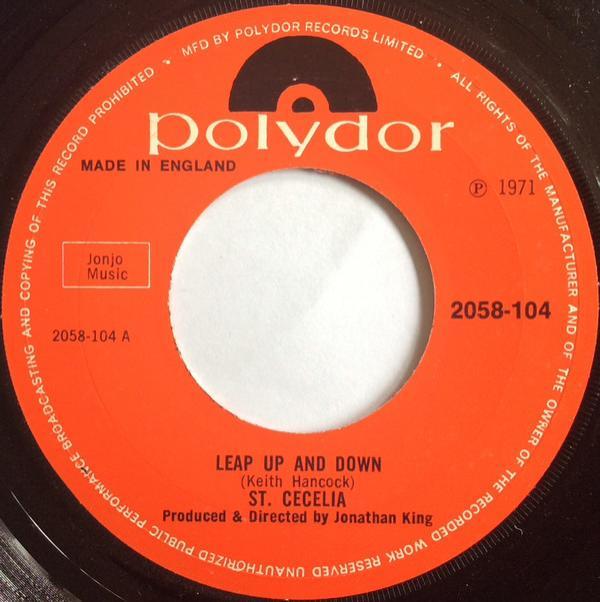 MFD BY POLYDOR RECORDS LIMITED • ALL RIGHTS OF THE MANUFACTURER AND OF THE OWNER OF THE RECORDED WORK RESERVED UNAUTHORIZED PUBLIC PERFORMANCE BROADCASTING AND COPYING OF THIS RECORD PROHIBITED •
polydor
MADE IN ENGLAND
℗ 1971
Jonjo
Music
2058-104
2058-104 A
LEAP UP AND DOWN
(Keith Hancock)
ST. CECELIA
Produced & Directed by Jonathan King